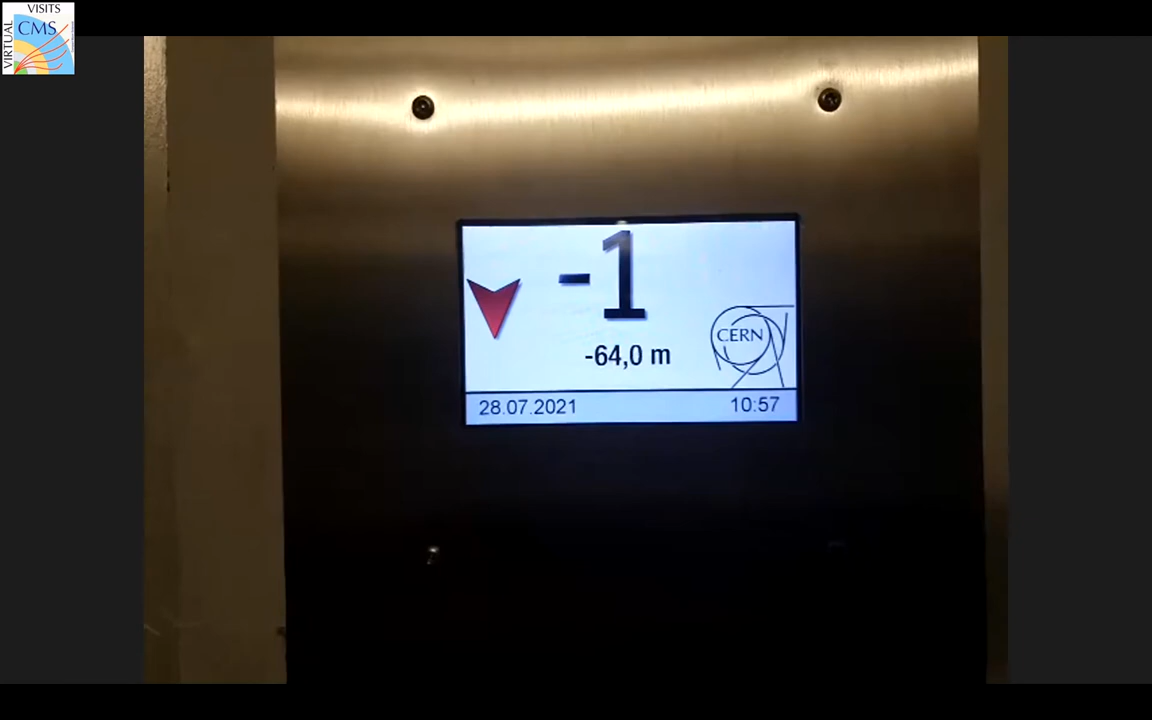 VISITS
CMS
VIRTUAL
-1
-64,0 m
CERN
28.07.2021
10:57